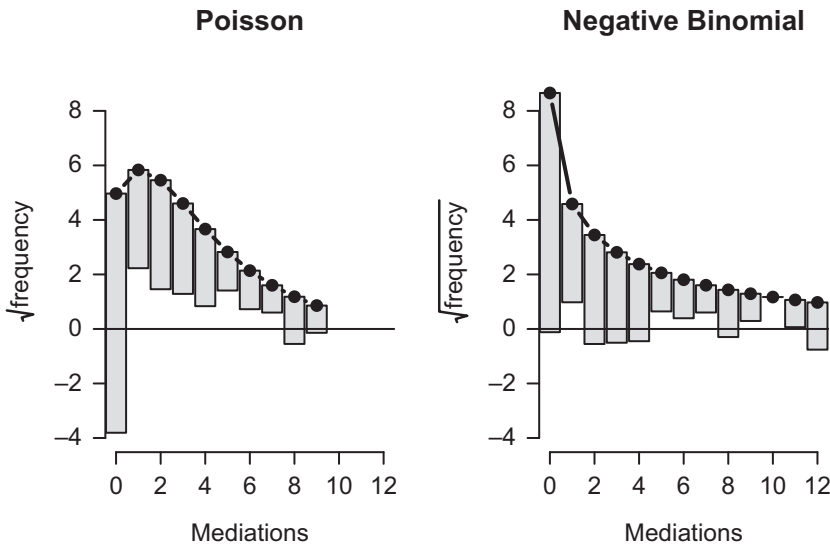 Poisson
Negative Binomial
8
6
4
2
0
–2
–4
√frequency
0 2 4 6 8 10 12
Mediations
8
6
4
2
0
–2
–4
√frequency
0 2 4 6 8 10 12
Mediations